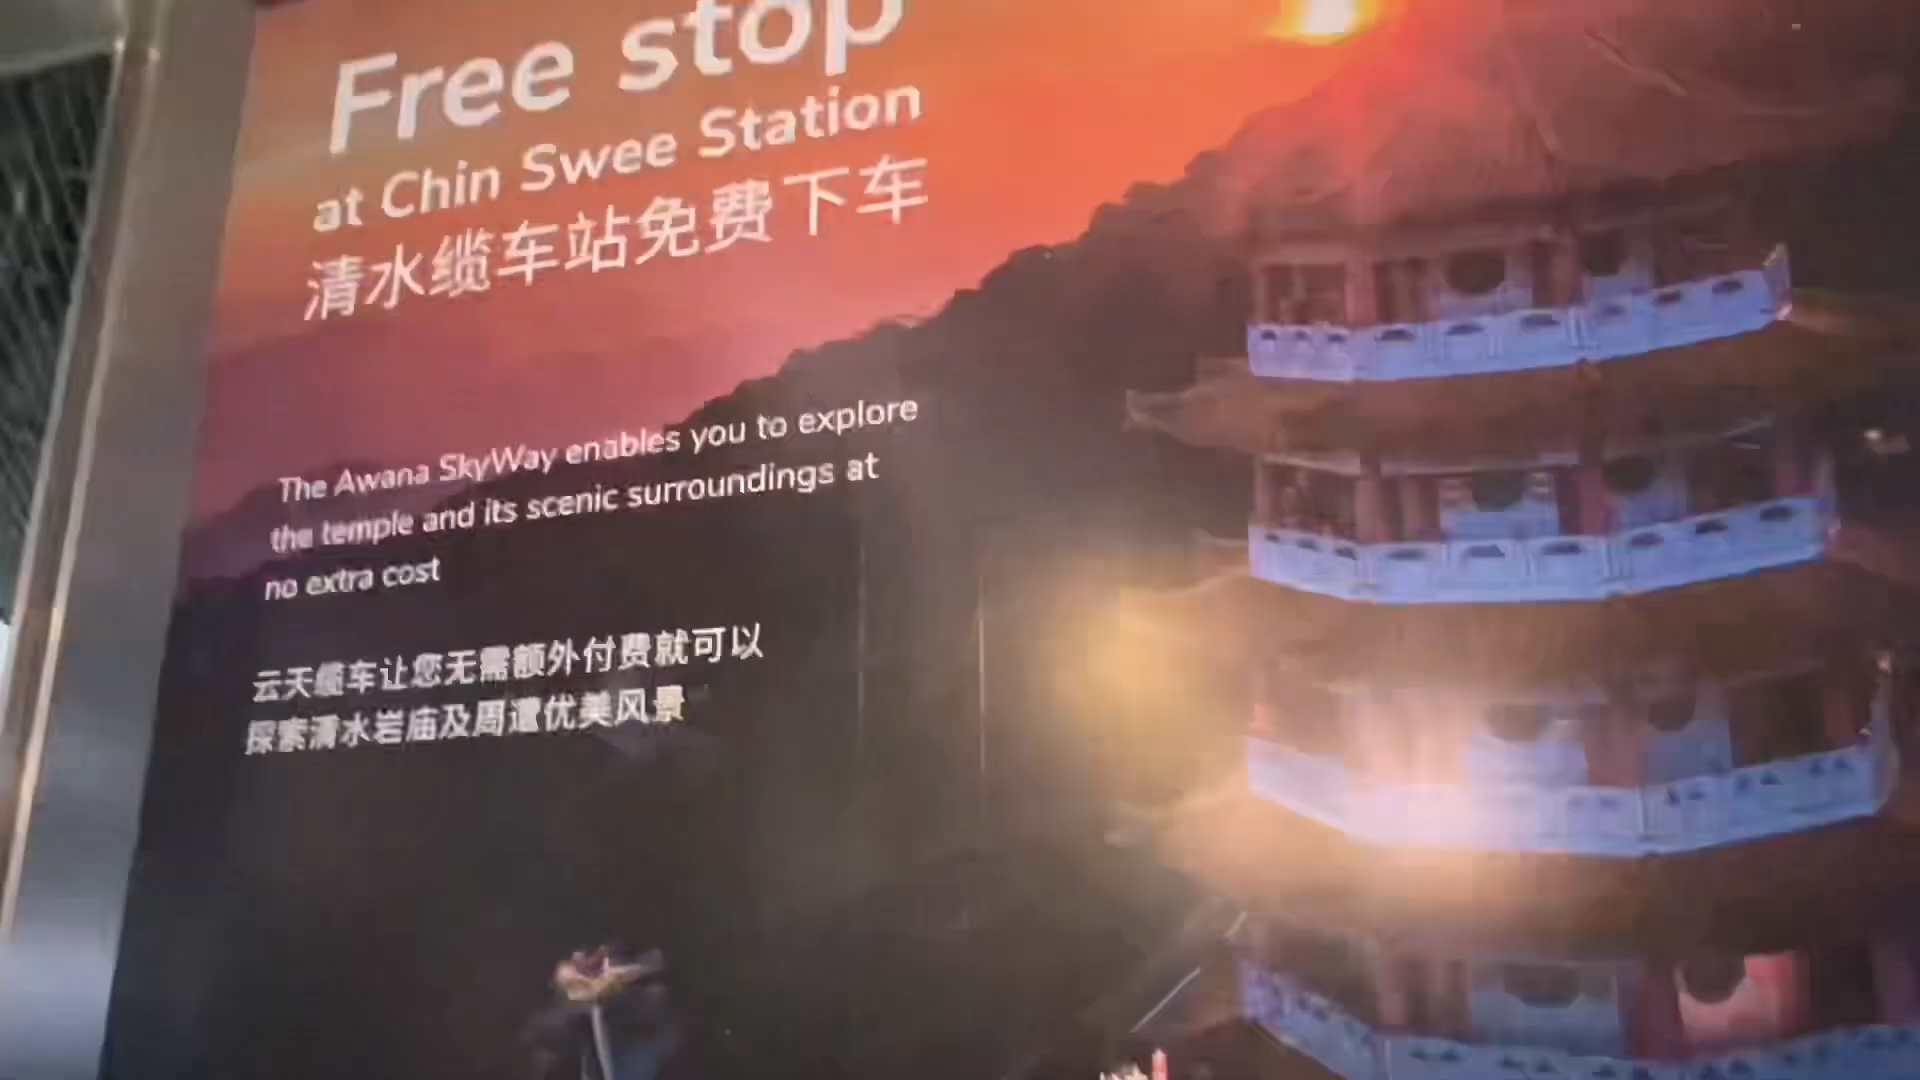 Free stop
at Chin Swee Station
清水缆车站免费下车
The Awana SkyWay enables you to explore
the temple and its scenic surroundings at
no extra cost
云天缆车让您无需额外付费就可以
探索清水岩庙及周遭优美风景